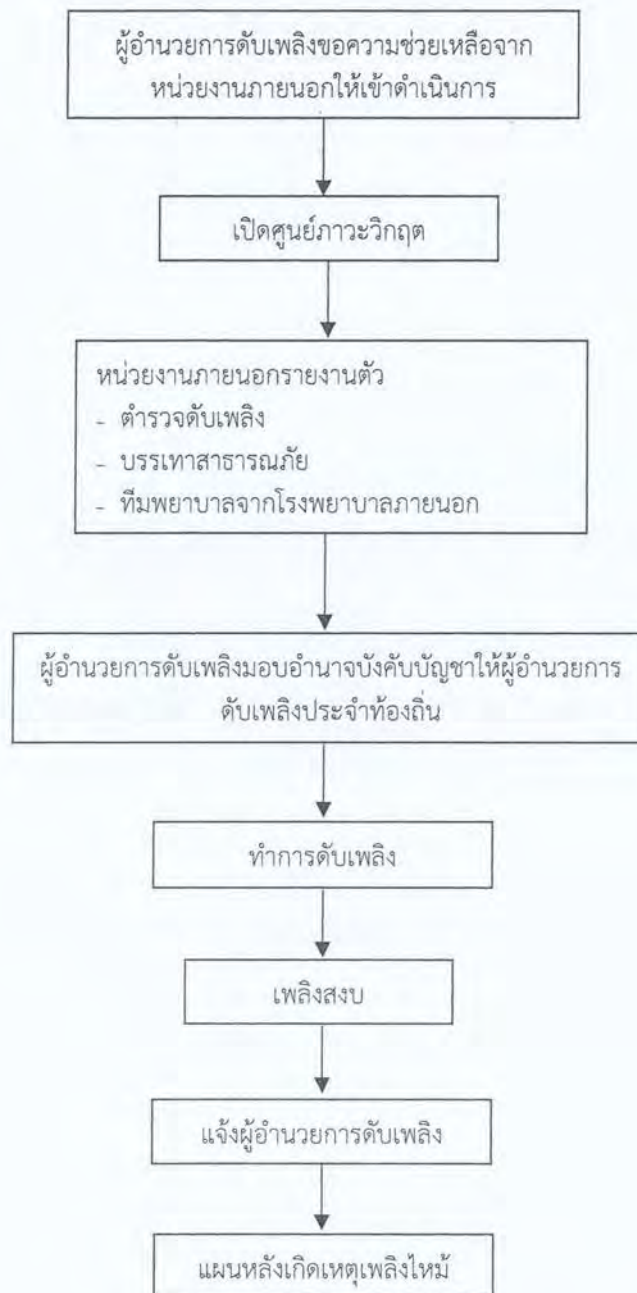 ผู้อำนวยการดับเพลิงขอความช่วยเหลือจาก
หน่วยงานภายนอกให้เข้าดำเนินการ
เปิดศูนย์ภาวะวิกฤต
หน่วยงานภายนอกรายงานตัว
- ตำรวจดับเพลิง
- บรรเทาสาธารณภัย
- ทีมพยาบาลจากโรงพยาบาลภายนอก
ผู้อำนวยการดับเพลิงมอบอำนาจบังคับบัญชาให้ผู้อำนวยการ
ดับเพลิงประจำท้องถิ่น
ทำการดับเพลิง
เพลิงสงบ
แจ้งผู้อำนวยการดับเพลิง
แผนหลังเกิดเหตุเพลิงไหม้